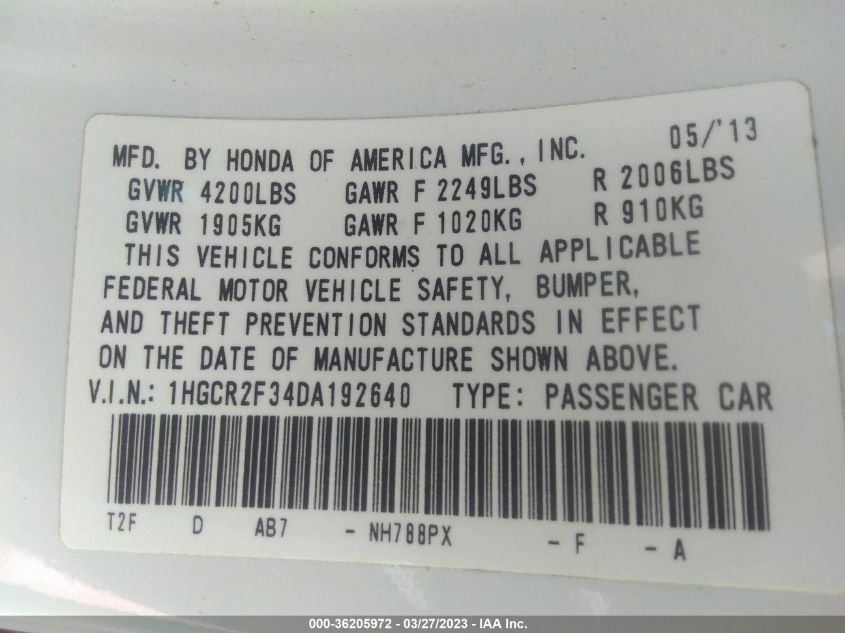 05/'13
MFD. BY HONDA OF AMERICA MFG., INC.
GVWR 4200LBS GAWR F 2249LBS R 2006LBS
GVWR 1905KG GAWR F 1020KG R 910KG
THIS VEHICLE CONFORMS TO ALL APPLICABLE
FEDERAL MOTOR VEHICLE SAFETY, BUMPER,
AND THEFT PREVENTION STANDARDS IN EFFECT
ON THE DATE OF MANUFACTURE SHOWN ABOVE.
V.I.N.: 1HGCR2F34DA192640 TYPE: PASSENGER CAR
T2F D AB7 - NH788PX - F - A
000-36205972 - 03/27/2023 - IAA Inc.